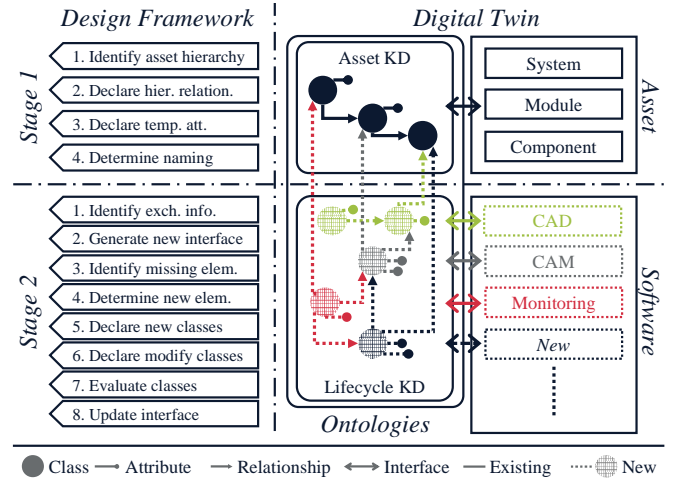 Design Framework
Digital Twin
Stage 1
1. Identify asset hierarchy
2. Declare hier. relation.
3. Declare temp. att.
4. Determine naming
Asset KD
System
Module
Component
Asset
Stage 2
1. Identify exch. info.
2. Generate new interface
3. Identify missing elem.
4. Determine new elem.
5. Declare new classes
6. Declare modify classes
7. Evaluate classes
8. Update interface
Lifecycle KD
Ontologies
CAD
CAM
Monitoring
New
Software
Class
Attribute
Relationship
Interface
Existing
New